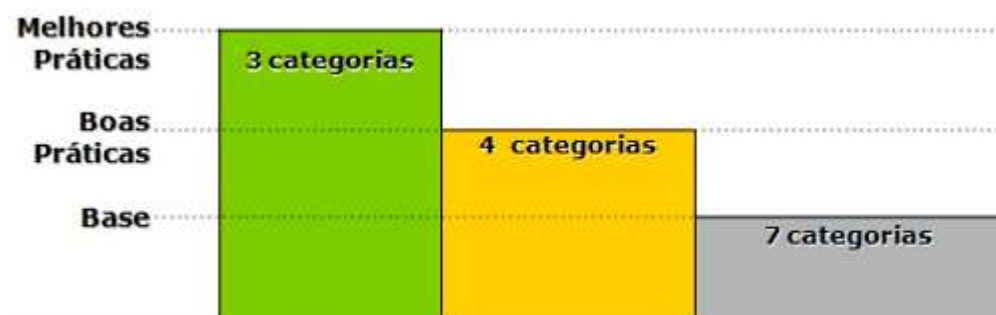 Melhores
Práticas
3 categorias
Boas
Práticas
4 categorias
Base
7 categorias